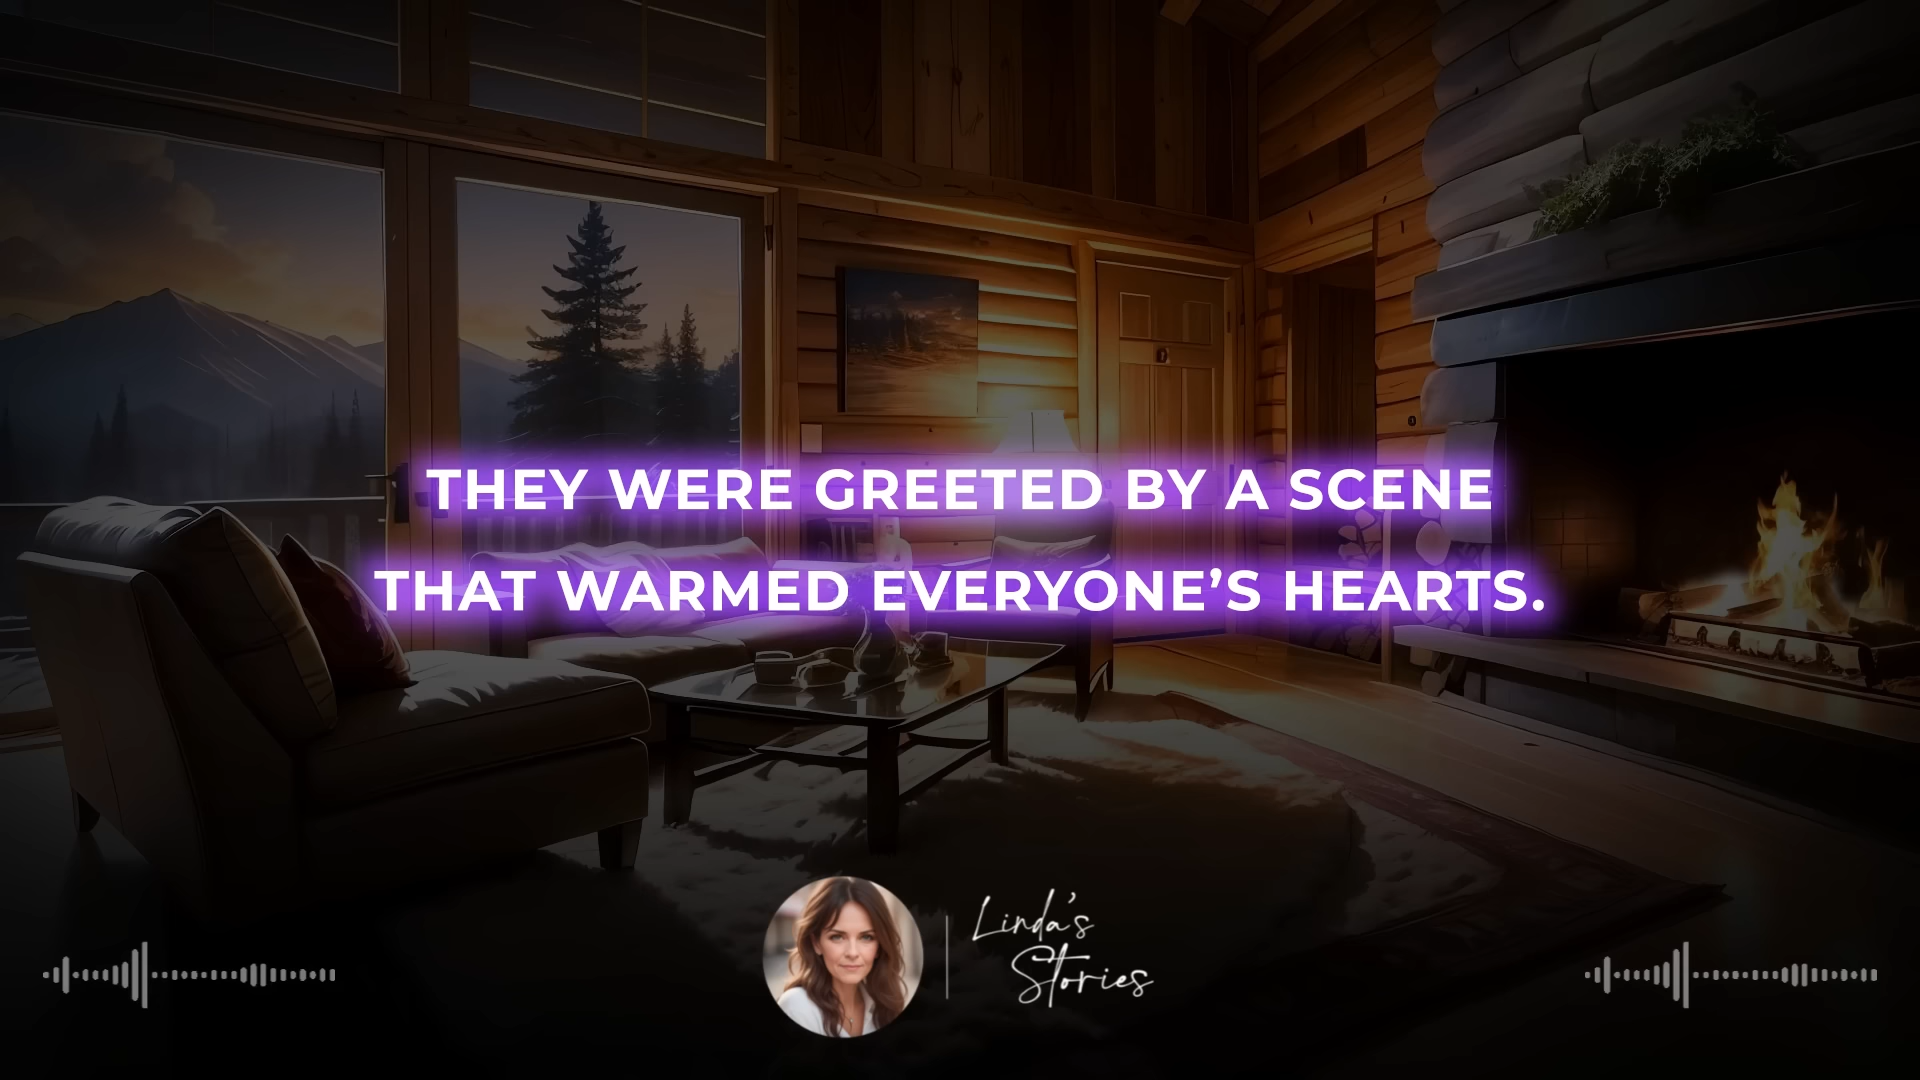 THEY WERE GREETED BY A SCENE
THAT WARMED EVERYONE’S HEARTS.
Linda's
Stories